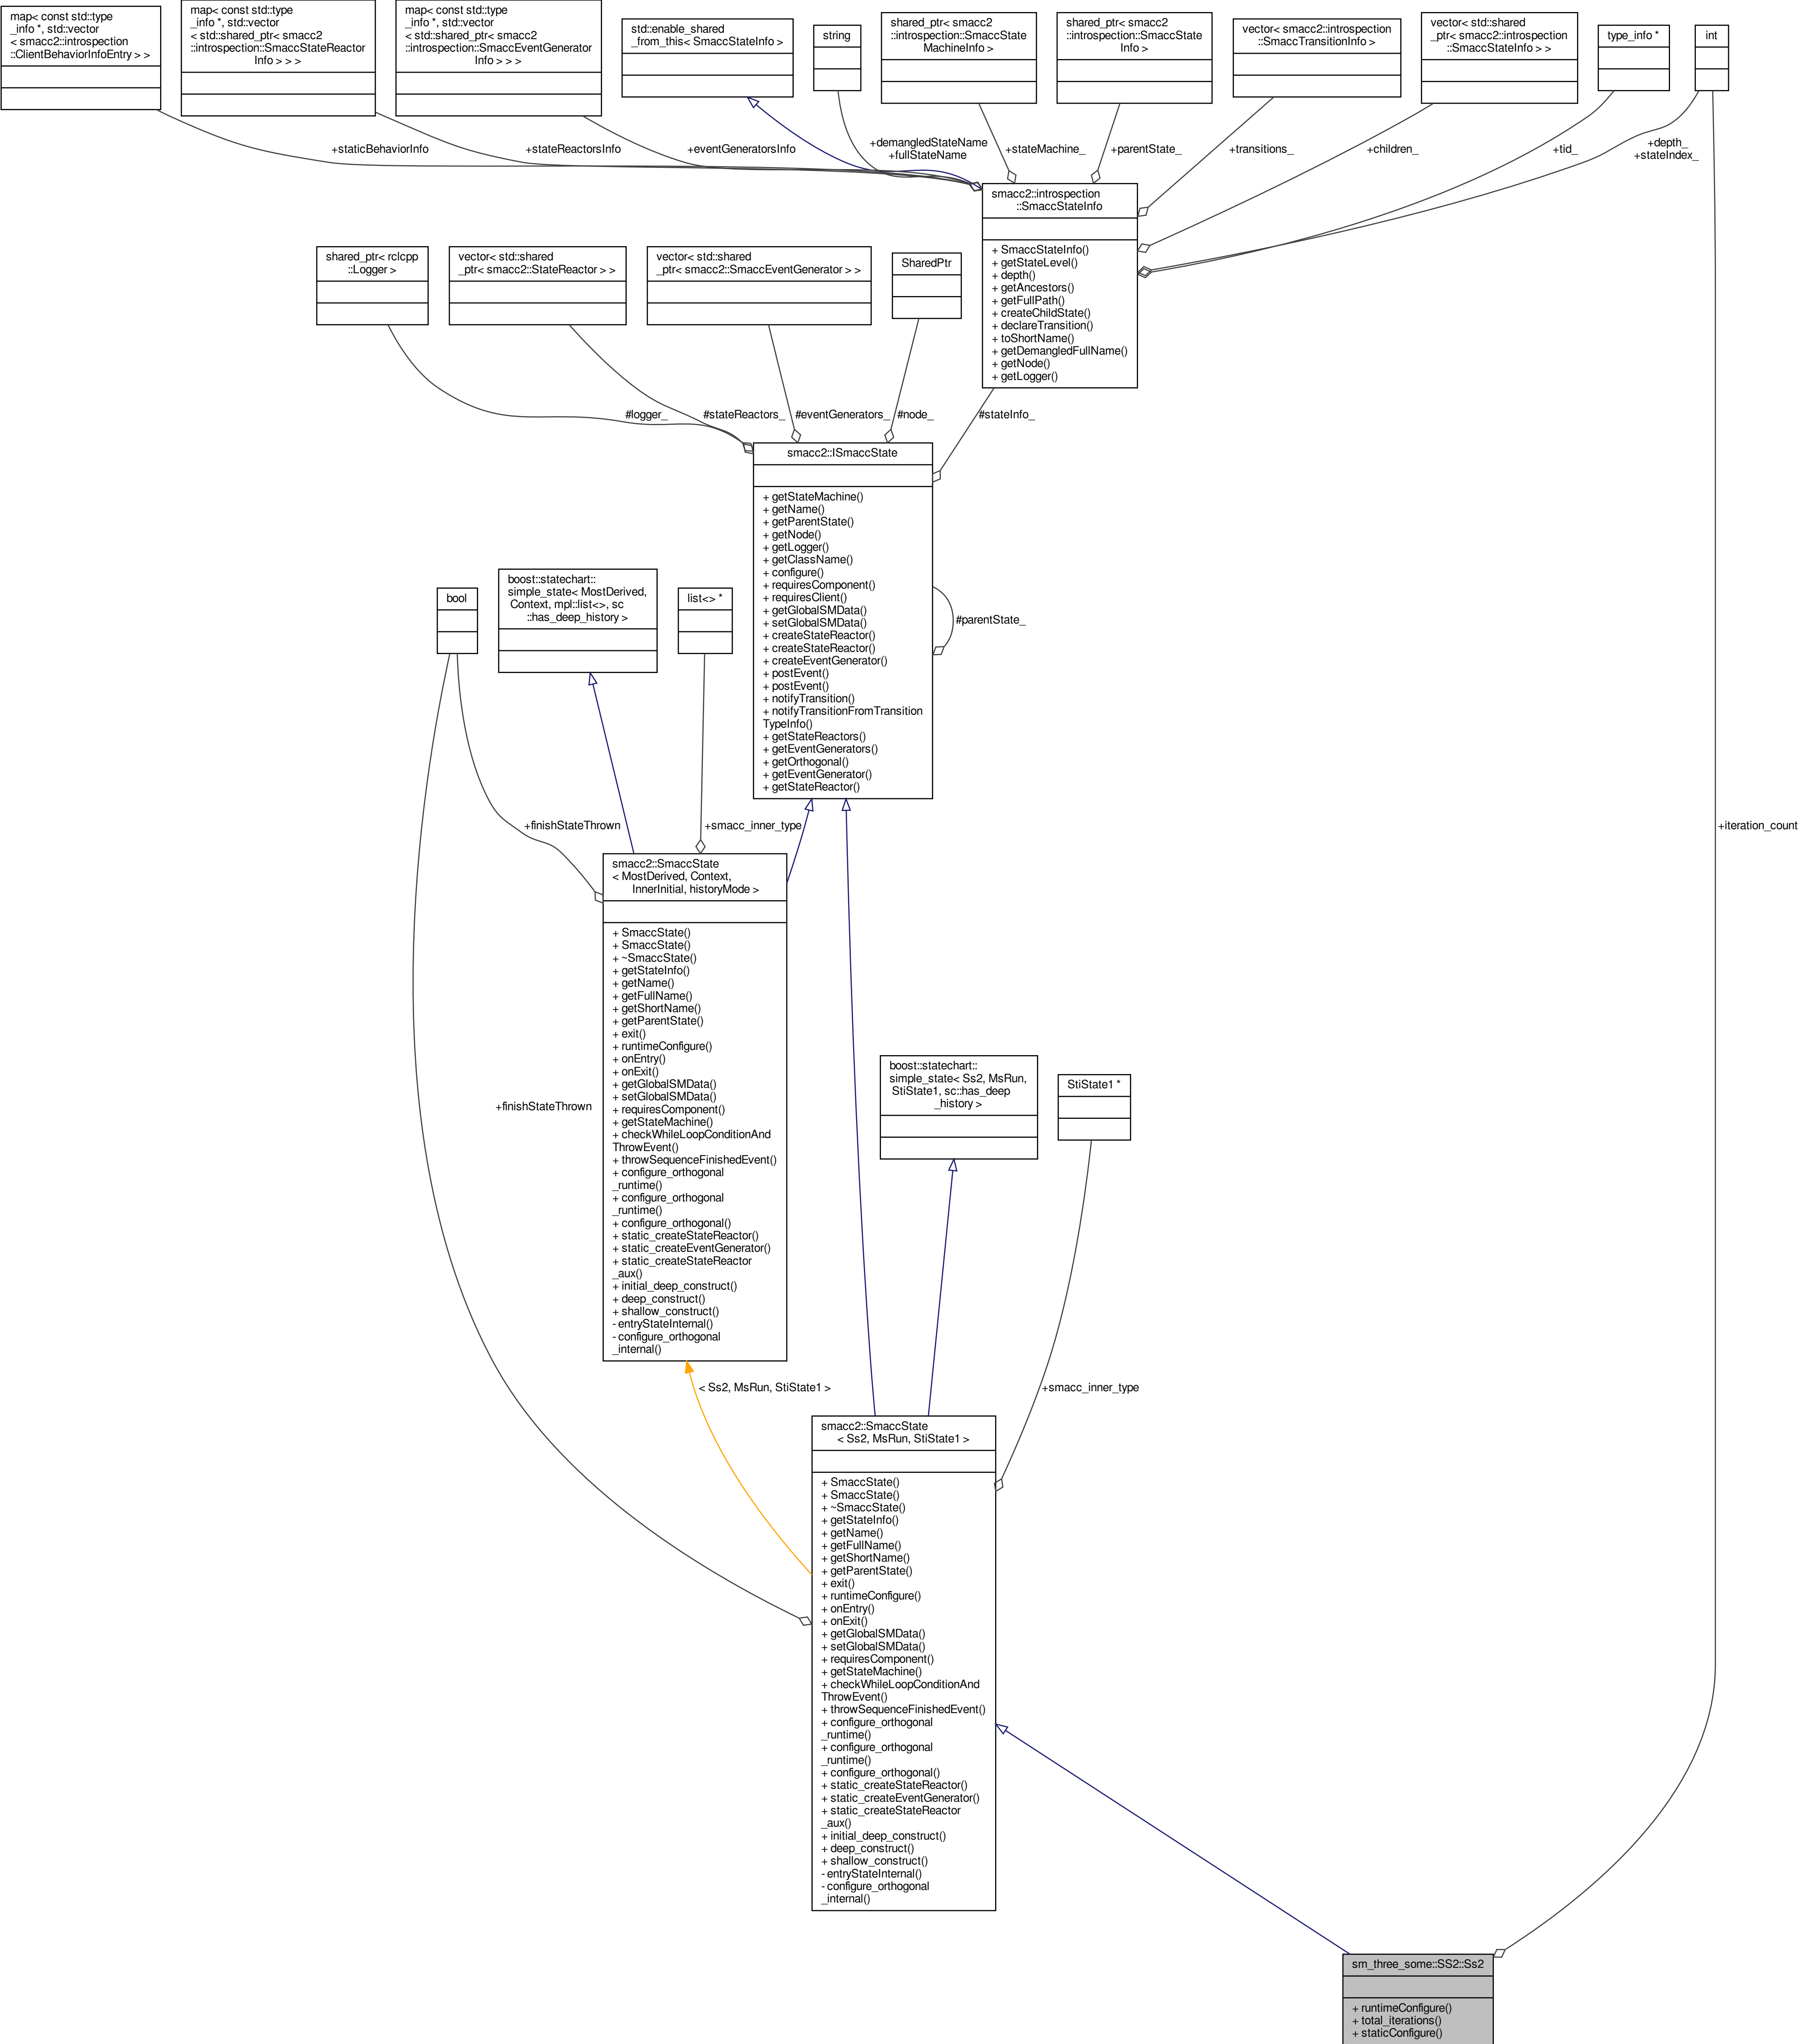 map< const std::type
_info *, std::vector
< smacc2::introspection
::ClientBehaviorInfoEntry > >
map< const std::type
_info *, std::vector
< std::shared_ptr< smacc2
::introspection::SmaccStateReactor
Info > > >
map< const std::type
_info *, std::vector
< std::shared_ptr< smacc2
::introspection::SmaccEventGenerator
Info > > >
std::enable_shared
_from_this< SmaccStateInfo >
string
shared_ptr< smacc2
::introspection::SmaccState
MachineInfo >
shared_ptr< smacc2
::introspection::SmaccState
Info >
vector< smacc2::introspection
::SmaccTransitionInfo >
vector< std::shared
_ptr< smacc2::introspection
::SmaccStateInfo > >
type_info *
int
+staticBehaviorInfo
+stateReactorsInfo
+eventGeneratorsInfo
+demangledStateName
+fullStateName
+stateMachine_
+parentState_
+transitions_
+children_
+tid_
+depth_
+stateIndex_
smacc2::introspection
::SmaccStateInfo
+ SmaccStateInfo()
+ getStateLevel()
+ depth()
+ getAncestors()
+ getFullPath()
+ createChildState()
+ declareTransition()
+ toShortName()
+ getDemangledFullName()
+ getNode()
+ getLogger()
shared_ptr< rclcpp
::Logger >
vector< std::shared
_ptr< smacc2::StateReactor > >
vector< std::shared
_ptr< smacc2::SmaccEventGenerator > >
SharedPtr
#logger_
#stateReactors_
#eventGenerators_
#node_
#stateInfo_
smacc2::ISmaccState
+ getStateMachine()
+ getName()
+ getParentState()
+ getNode()
+ getLogger()
+ getClassName()
+ configure()
+ requiresComponent()
+ requiresClient()
+ getGlobalSMData()
+ setGlobalSMData()
+ createStateReactor()
+ createStateReactor()
+ createEventGenerator()
+ postEvent()
+ postEvent()
+ notifyTransition()
+ notifyTransitionFromTransition
TypeInfo()
+ getStateReactors()
+ getEventGenerators()
+ getOrthogonal()
+ getEventGenerator()
+ getStateReactor()
#parentState_
bool
boost::statechart::
simple_state< MostDerived,
Context, mpl::list<>, sc
::has_deep_history >
list<> *
+finishStateThrown
+smacc_inner_type
+iteration_count
smacc2::SmaccState
< MostDerived, Context,
InnerInitial, historyMode >
+ SmaccState()
+ SmaccState()
+ ~SmaccState()
+ getStateInfo()
+ getName()
+ getFullName()
+ getShortName()
+ getParentState()
+ exit()
+ runtimeConfigure()
+ onEntry()
+ onExit()
+ getGlobalSMData()
+ setGlobalSMData()
+ requiresComponent()
+ getStateMachine()
+ checkWhileLoopConditionAnd
ThrowEvent()
+ throwSequenceFinishedEvent()
+ configure_orthogonal
_runtime()
+ configure_orthogonal
_runtime()
+ configure_orthogonal()
+ static_createStateReactor()
+ static_createEventGenerator()
+ static_createStateReactor
_aux()
+ initial_deep_construct()
+ deep_construct()
+ shallow_construct()
- entryStateInternal()
- configure_orthogonal
_internal()
+finishStateThrown
boost::statechart::
simple_state< Ss2, MsRun,
StiState1, sc::has_deep
_history >
StiState1 *
< Ss2, MsRun, StiState1 >
+smacc_inner_type
smacc2::SmaccState
< Ss2, MsRun, StiState1 >
+ SmaccState()
+ SmaccState()
+ ~SmaccState()
+ getStateInfo()
+ getName()
+ getFullName()
+ getShortName()
+ getParentState()
+ exit()
+ runtimeConfigure()
+ onEntry()
+ onExit()
+ getGlobalSMData()
+ setGlobalSMData()
+ requiresComponent()
+ getStateMachine()
+ checkWhileLoopConditionAnd
ThrowEvent()
+ throwSequenceFinishedEvent()
+ configure_orthogonal
_runtime()
+ configure_orthogonal
_runtime()
+ configure_orthogonal()
+ static_createStateReactor()
+ static_createEventGenerator()
+ static_createStateReactor
_aux()
+ initial_deep_construct()
+ deep_construct()
+ shallow_construct()
- entryStateInternal()
- configure_orthogonal
_internal()
sm_three_some::SS2::Ss2
+ runtimeConfigure()
+ total_iterations()
+ staticConfigure()